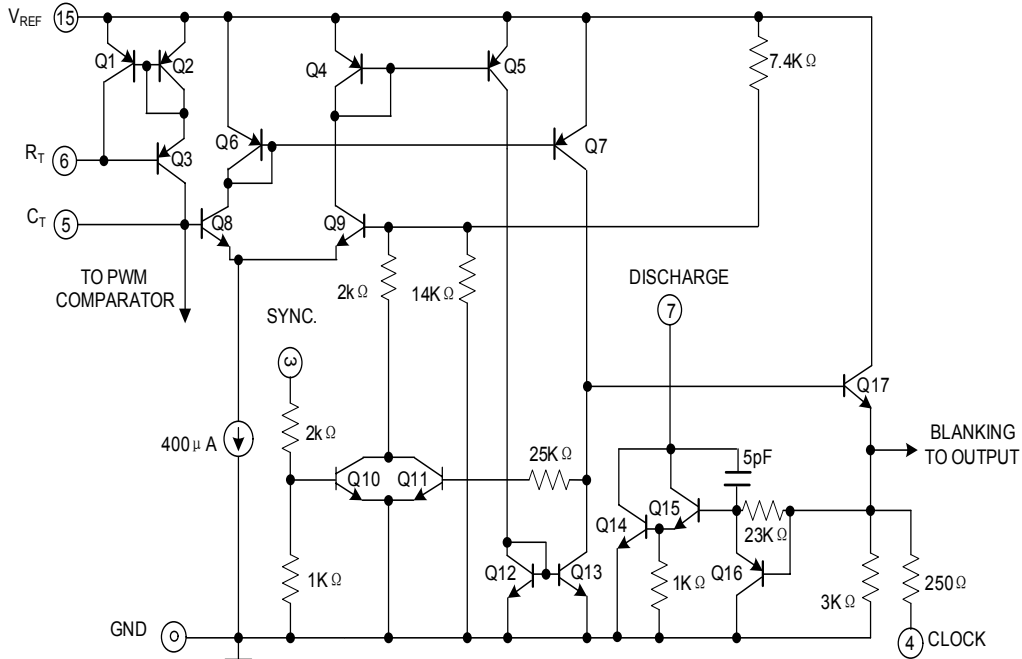 VREF 15
Q1
Q2
Q4
Q5
7.4KΩ
Q6
Q7
RT 6
Q3
CT 5
Q8
Q9
TO PWM
COMPARATOR
2kΩ
14KΩ
DISCHARGE
7
SYNC.
3
Q17
400μA
2kΩ
25KΩ
5pF
BLANKING
TO OUTPUT
Q10
Q11
Q14
Q15
23KΩ
1KΩ
Q12
Q13
1KΩ
Q16
3KΩ
250Ω
GND
4 CLOCK